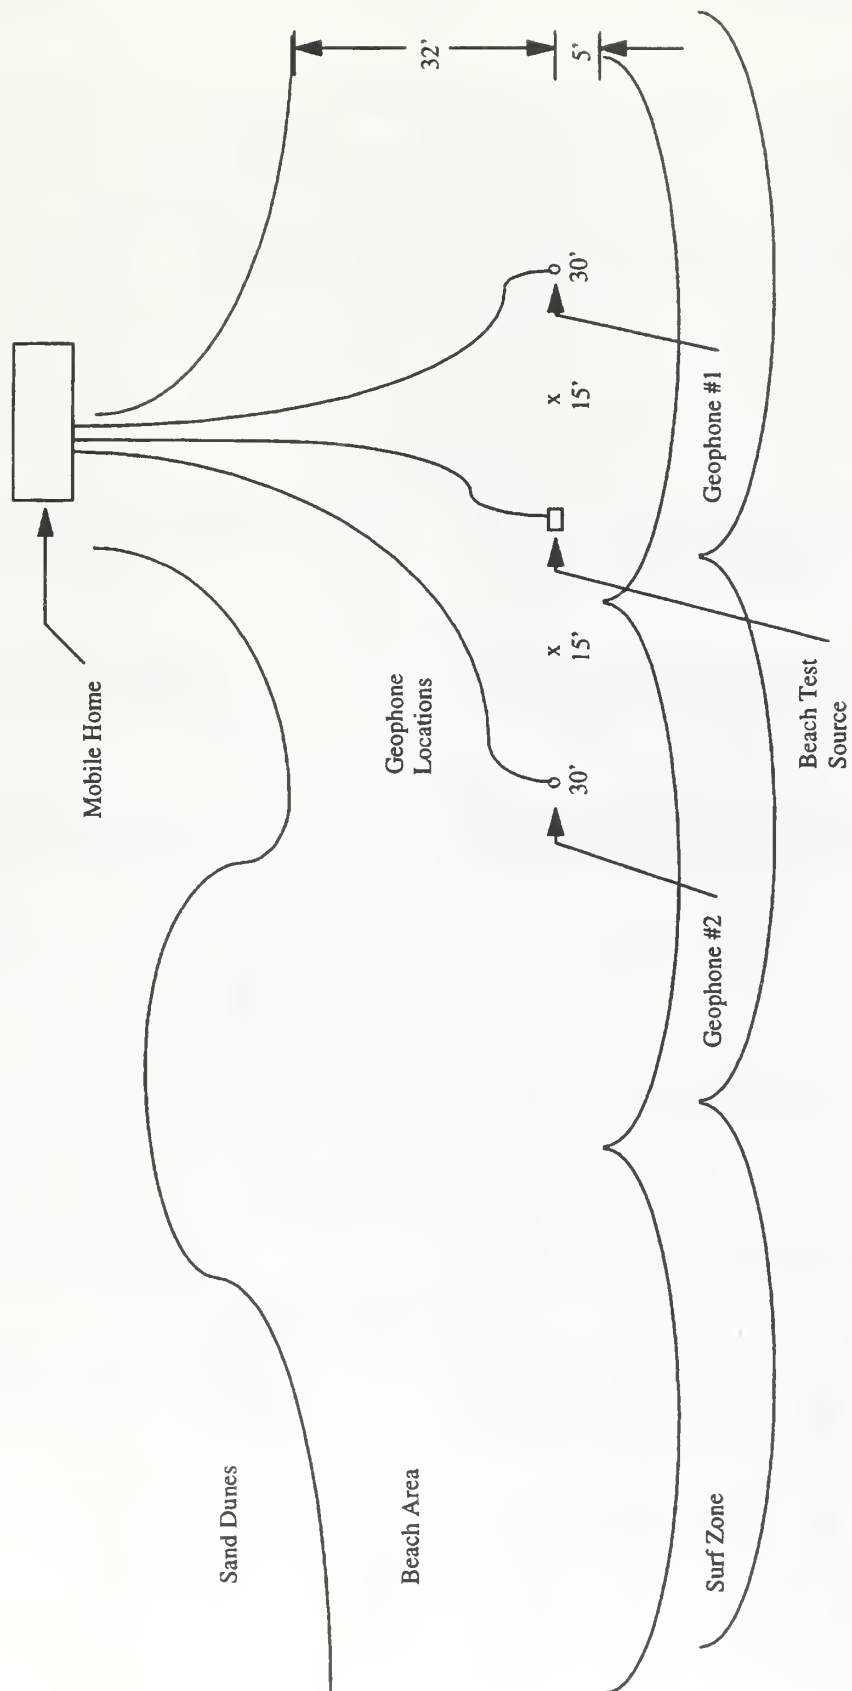 Mobile Home
Sand Dunes
Beach Area
Surf Zone
Geophone
Locations
32'
5'
30'
15'
15'
30'
Geophone #2
Geophone #1
Beach Test
Source
x
x